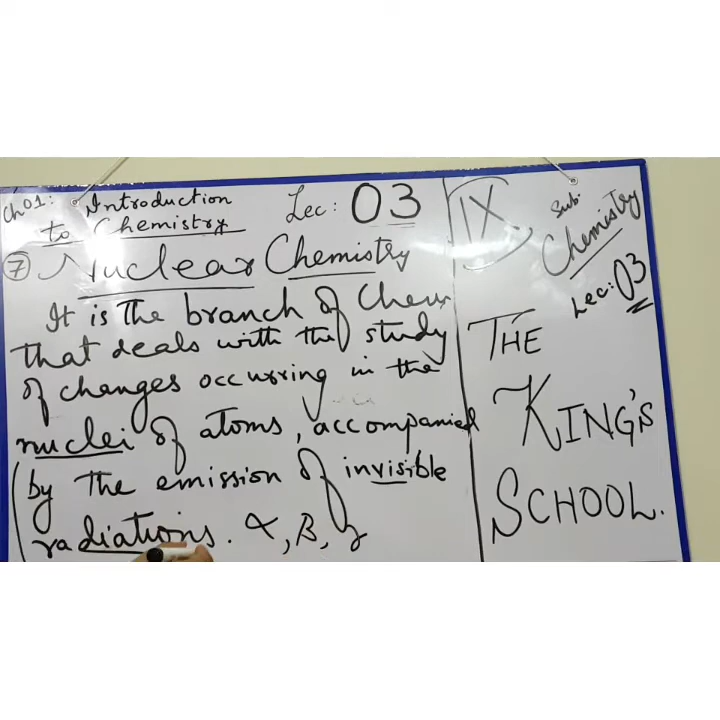 Ch 01: Introduction
to Chemistry
Lec: 03
7 Nuclear Chemistry
It is the branch of Chem
that deals with the study
of changes occurring in the
nuclei of atoms, accompanied
by the emission of invisible
radiations. α, β, γ
IX
Sub:
Chemistry
Lec: 03
THE
KING'S
SCHOOL.